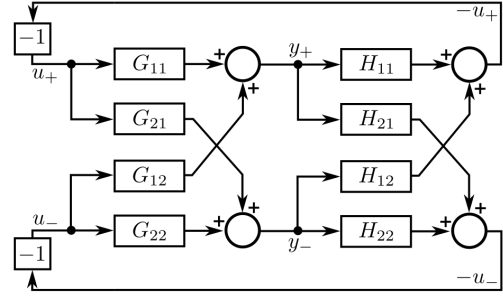 −u₊
−1
G₁₁
+
y₊
H₁₁
+
u₊
+
+
G₂₁
H₂₁
G₁₂
H₁₂
u₋
+
+
−1
G₂₂
+
y₋
H₂₂
+
−u₋